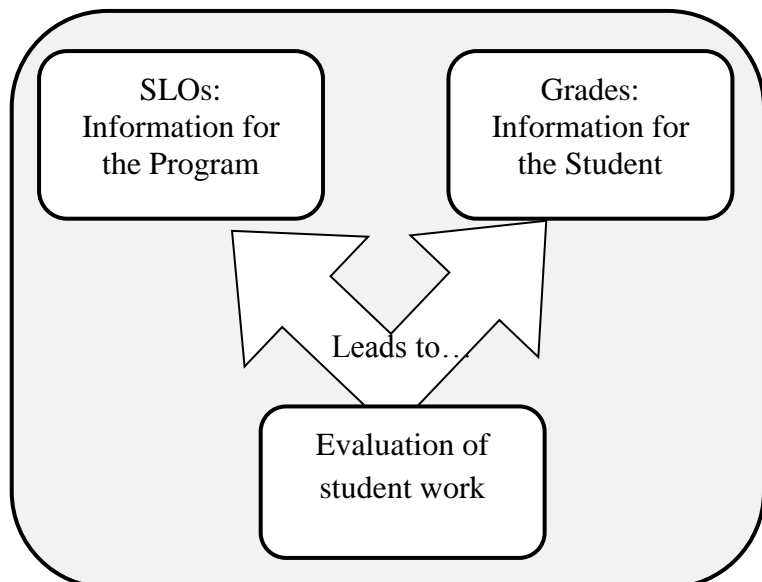 SLOs:
Information for
the Program
Grades:
Information for
the Student
Leads to…
Evaluation of
student work